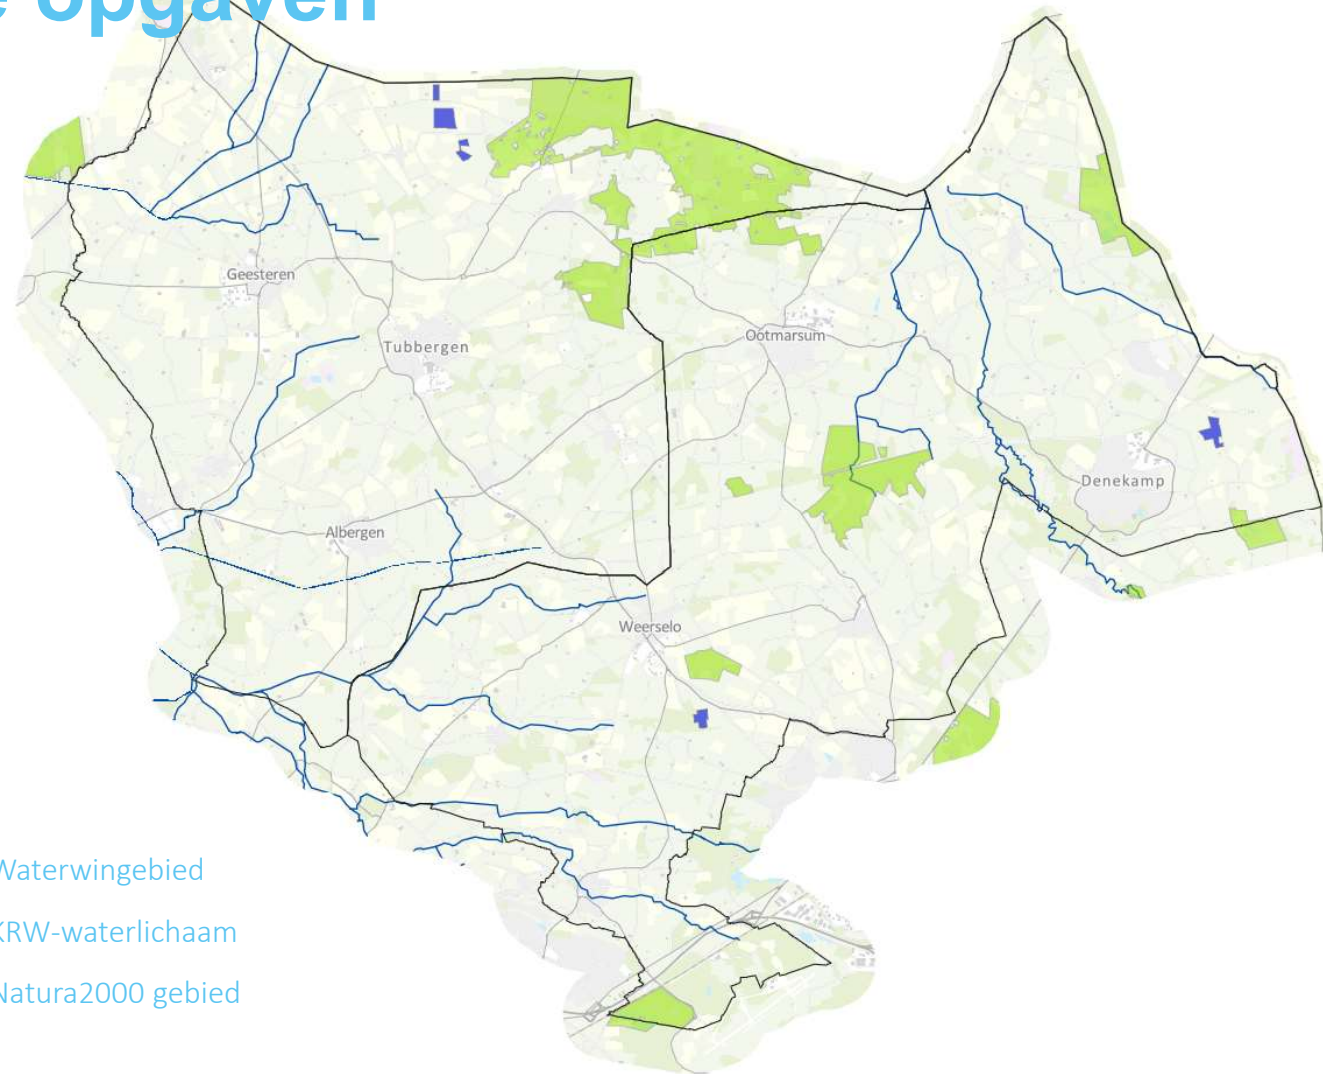 e opgaven
Geesteren
Tubbergen
Ootmarsum
Denekamp
Albergen
Weerselo
Waterwingebied
KRW-waterlichaam
Natura2000 gebied